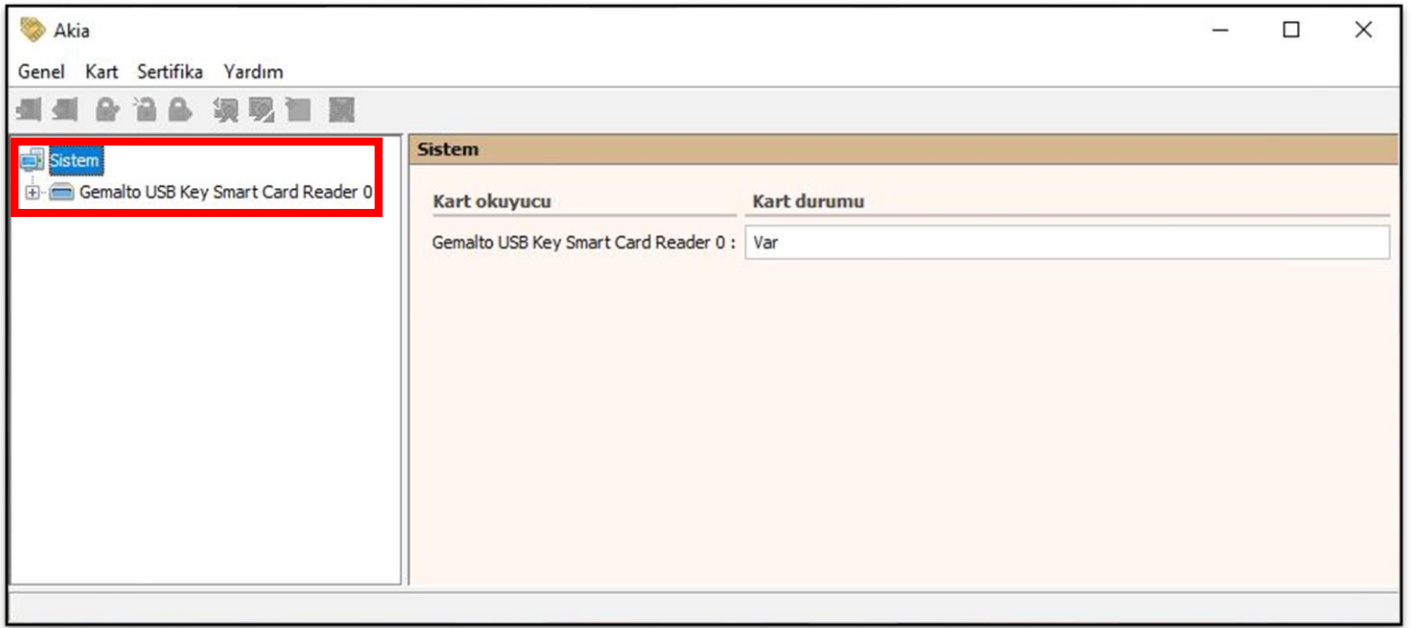 Akia
Genel Kart Sertifika Yardım
Sistem
Gemalto USB Key Smart Card Reader 0
Sistem
Kart okuyucu Kart durumu
Gemalto USB Key Smart Card Reader 0 : Var